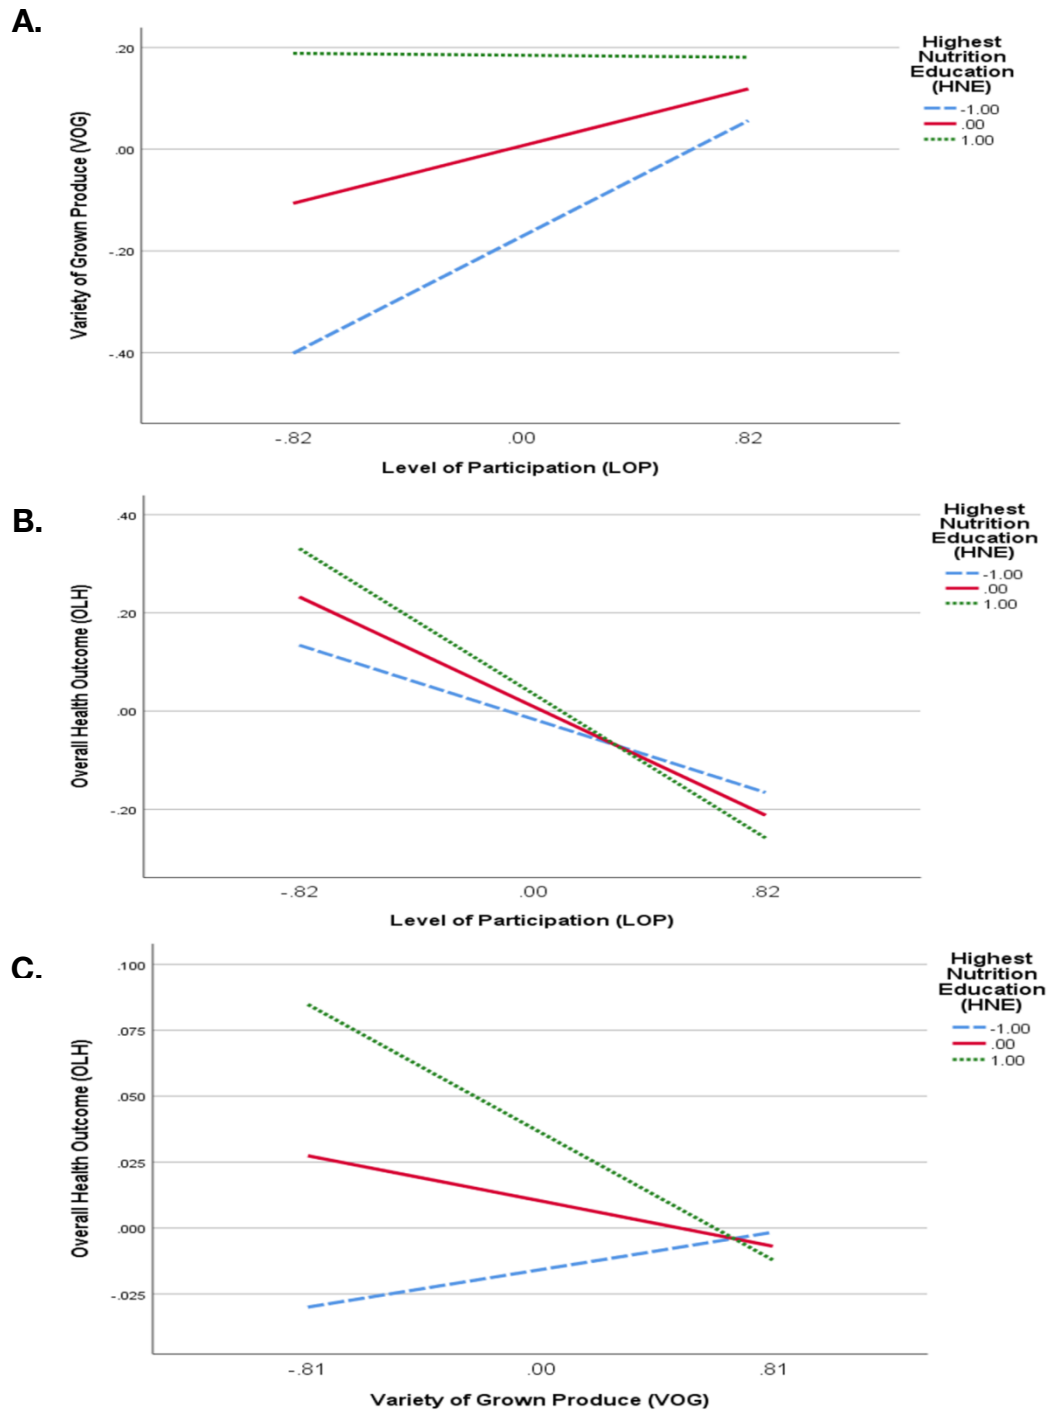 A.
Variety of Grown Produce (VOG)
.20
.00
-.20
-.40
-.82
.00
.82
Level of Participation (LOP)
Highest
Nutrition
Education
(HNE)
-1.00
.00
1.00
B.
Overall Health Outcome (OLH)
.40
.20
.00
-.20
-.82
.00
.82
Level of Participation (LOP)
Highest
Nutrition
Education
(HNE)
-1.00
.00
1.00
C.
Overall Health Outcome (OLH)
.100
.075
.050
.025
.000
-.025
-.81
.00
.81
Variety of Grown Produce (VOG)
Highest
Nutrition
Education
(HNE)
-1.00
.00
1.00